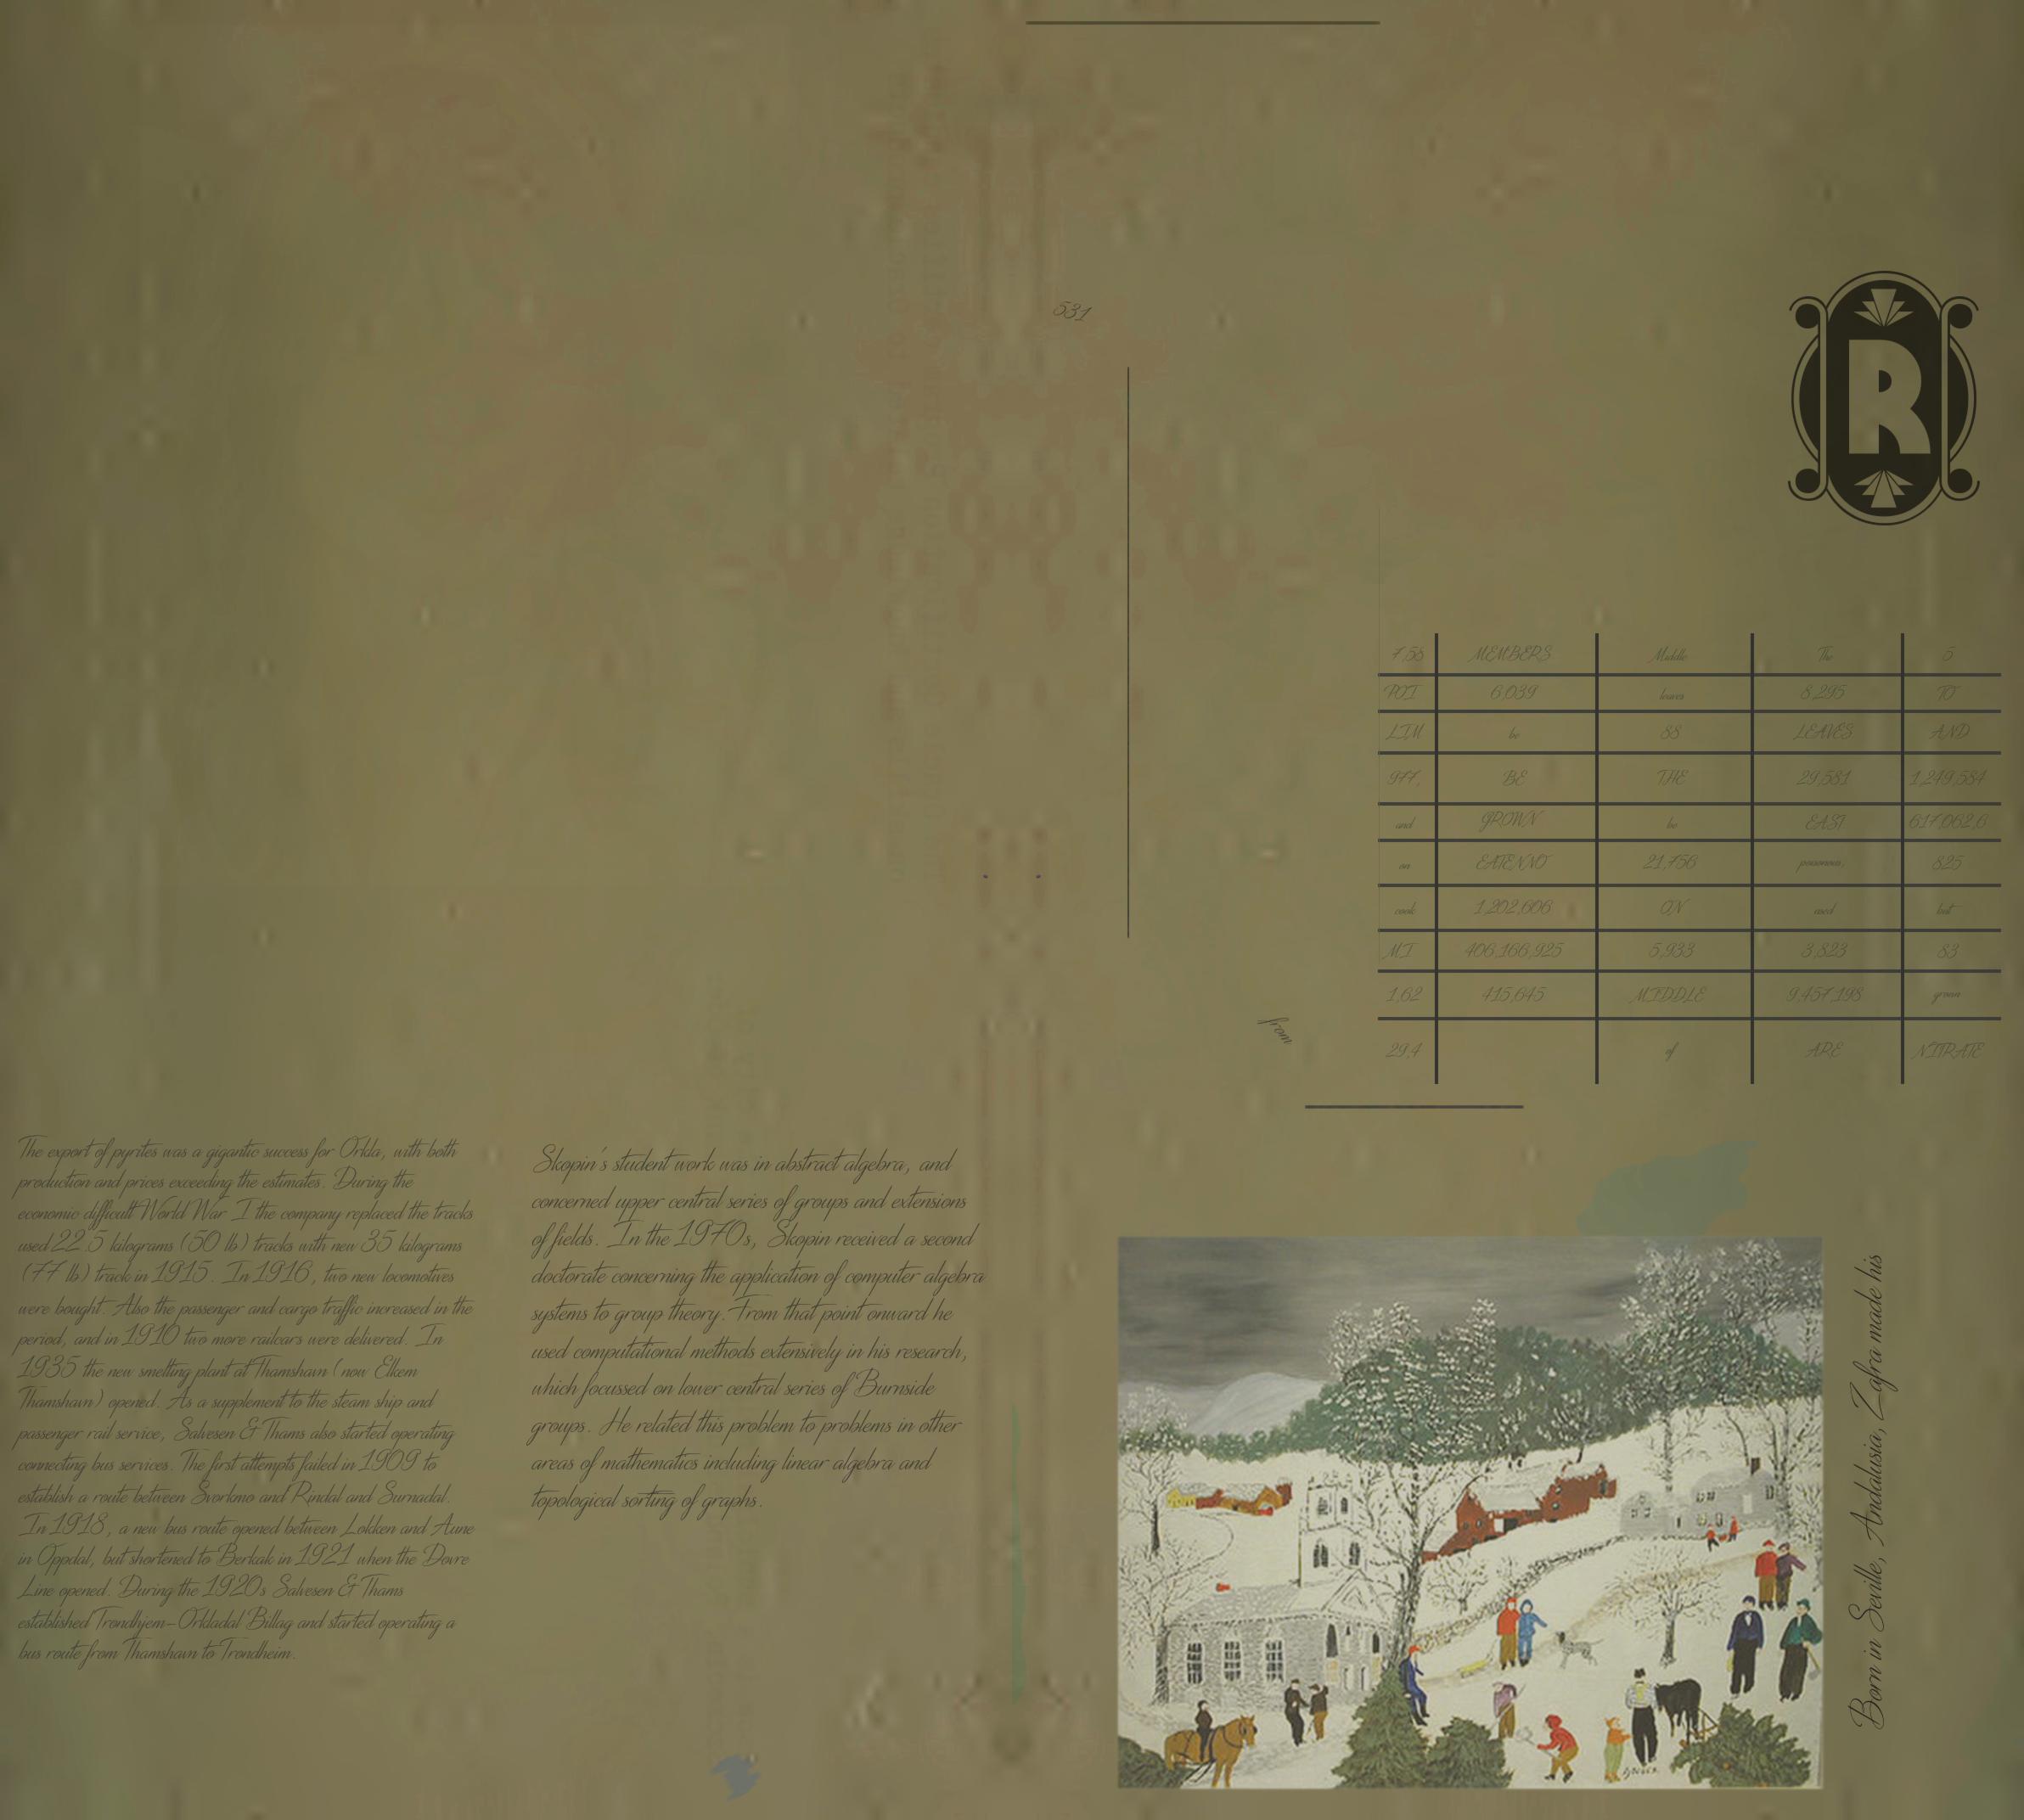 531
R
7,58 MEMBERS Middle The 5
POI 6,039 leaves 8,295 TO
LIM be 88 LEAVES AND
977, BE THE 29,581 1,249,584
and GROWN be EAST. 617,062,6
on EATEN.NO 21,756 poisonous, 825
cook 1,202,606 ON and but
MI 406,166,925 5,933 3,823 83
1,62 415,645 MIDDLE 9,457,198 grown
29,4 of ARE NITRATE
from
The export of pyrites was a gigantic success for Orkla, with both
production and prices exceeding the estimates. During the
economic difficult World War I the company replaced the tracks
used 22.5 kilograms (50 lb) tracks with new 35 kilograms
(77 lb) track in 1915. In 1916, two new locomotives
were bought. Also the passenger and cargo traffic increased in the
period, and in 1910 two more railcars were delivered. In
1935 the new smelting plant at Thamshavn (now Elkem
Thamshavn) opened. As a supplement to the steam ship and
passenger rail service, Salvesen & Thams also started operating
connecting bus services. The first attempts failed in 1909 to
establish a route between Svorkmo and Rindal and Surnadal.
In 1918, a new bus route opened between Løkken and Aune
in Oppdal, but shortened to Berkåk in 1921 when the Dovre
Line opened. During the 1920s Salvesen & Thams
established Trondhjem–Orkladal Billag and started operating a
bus route from Thamshavn to Trondheim.
Skopin's student work was in abstract algebra, and
concerned upper central series of groups and extensions
of fields. In the 1970s, Skopin received a second
doctorate concerning the application of computer algebra
systems to group theory. From that point onward he
used computational methods extensively in his research,
which focussed on lower central series of Burnside
groups. He related this problem to problems in other
areas of mathematics including linear algebra and
topological sorting of graphs.
Born in Seville, Andalusia, Zafra made his